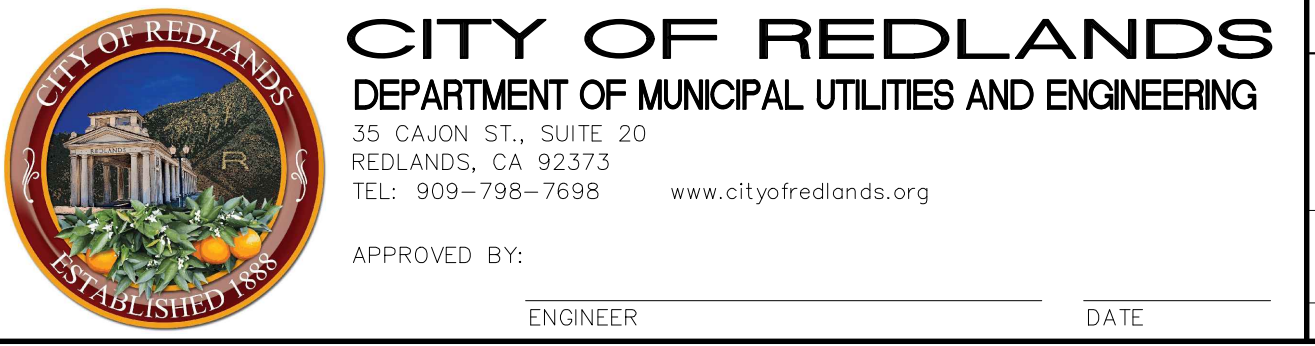 CITY OF REDLANDS
REDLANDS
R
ESTABLISHED 1888
CITY OF REDLANDS
DEPARTMENT OF MUNICIPAL UTILITIES AND ENGINEERING
35 CAJON ST., SUITE 20
REDLANDS, CA 92373
TEL: 909-798-7698 www.cityofredlands.org
APPROVED BY:
ENGINEER DATE